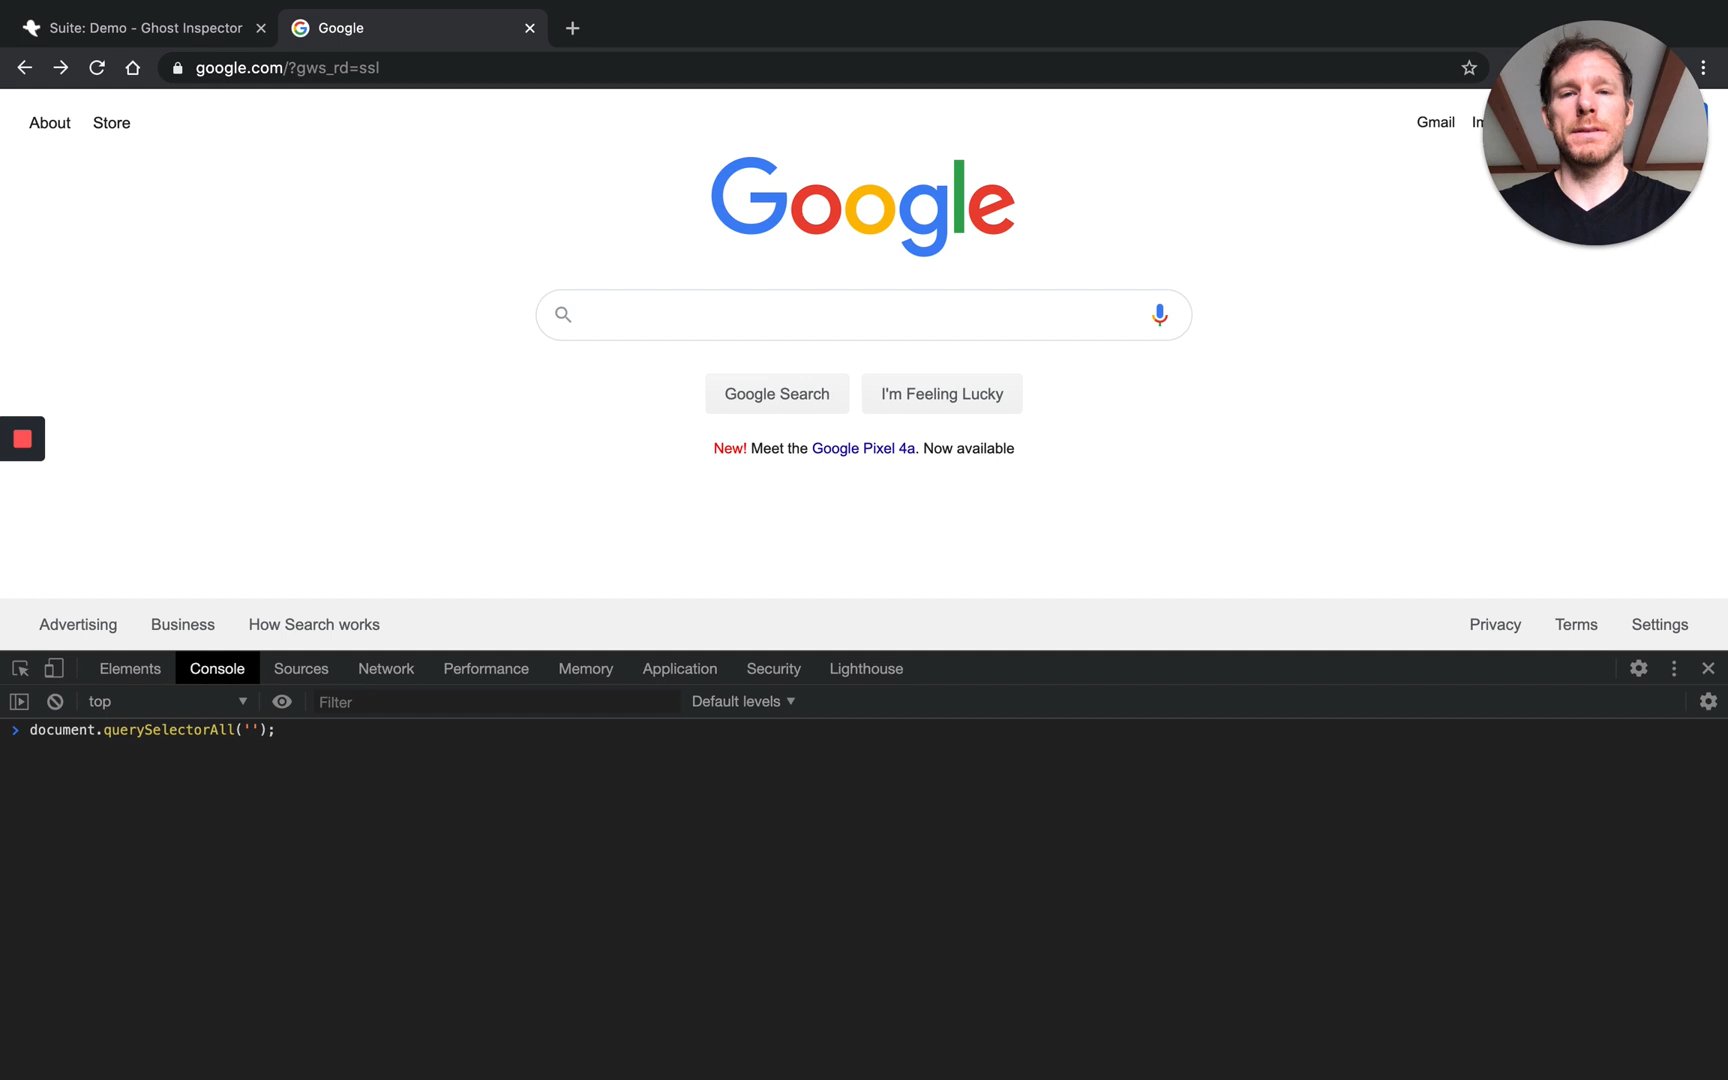 Suite: Demo - Ghost Inspector
Google
google.com/?gws_rd=ssl
About Store
Gmail
Google
Google Search I'm Feeling Lucky
New! Meet the Google Pixel 4a. Now available
Advertising Business How Search works
Privacy Terms Settings
Elements Console Sources Network Performance Memory Application Security Lighthouse
top Filter Default levels
document.querySelectorAll('');